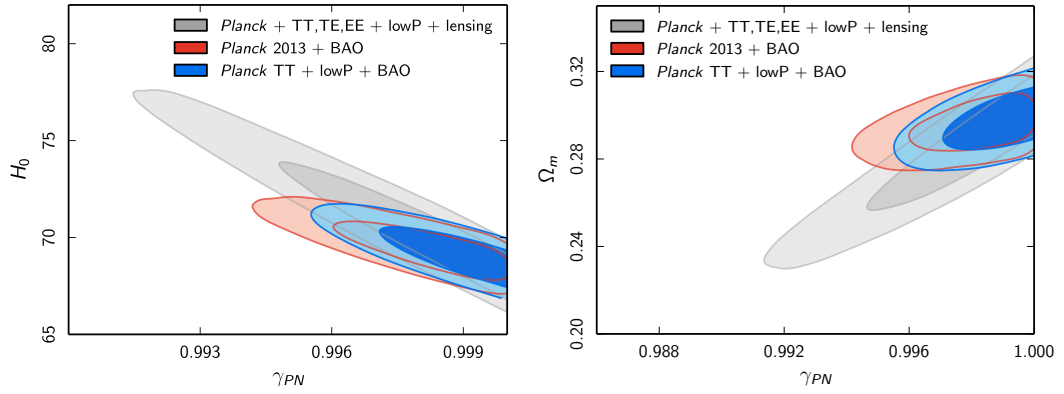 Planck + TT,TE,EE + lowP + lensing
Planck 2013 + BAO
Planck TT + lowP + BAO
80
75
70
65
H₀
0.993
0.996
0.999
γPN
Planck + TT,TE,EE + lowP + lensing
Planck 2013 + BAO
Planck TT + lowP + BAO
0.32
0.28
0.24
0.20
Ωm
0.988
0.992
0.996
1.000
γPN